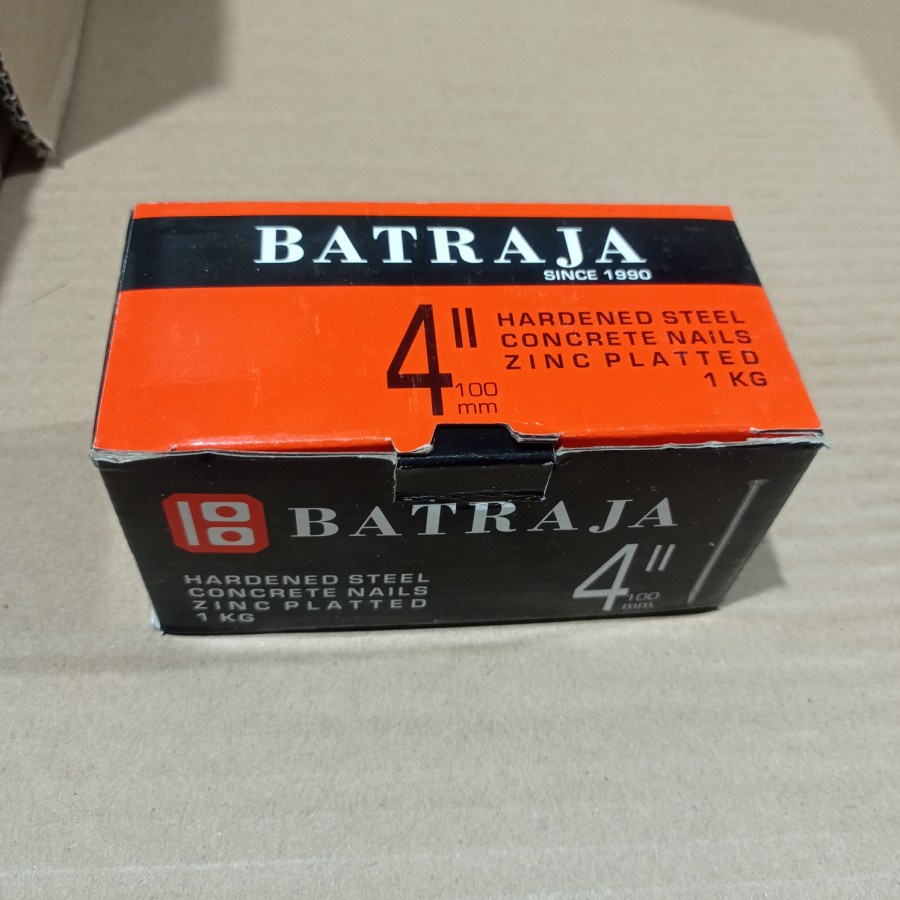 BATRAJA
SINCE 1990
4"
100
mm
HARDENED STEEL
CONCRETE NAILS
ZINC PLATTED
1 KG
BATRAJA
HARDENED STEEL
CONCRETE NAILS
ZINC PLATTED
1 KG
4"
100
mm